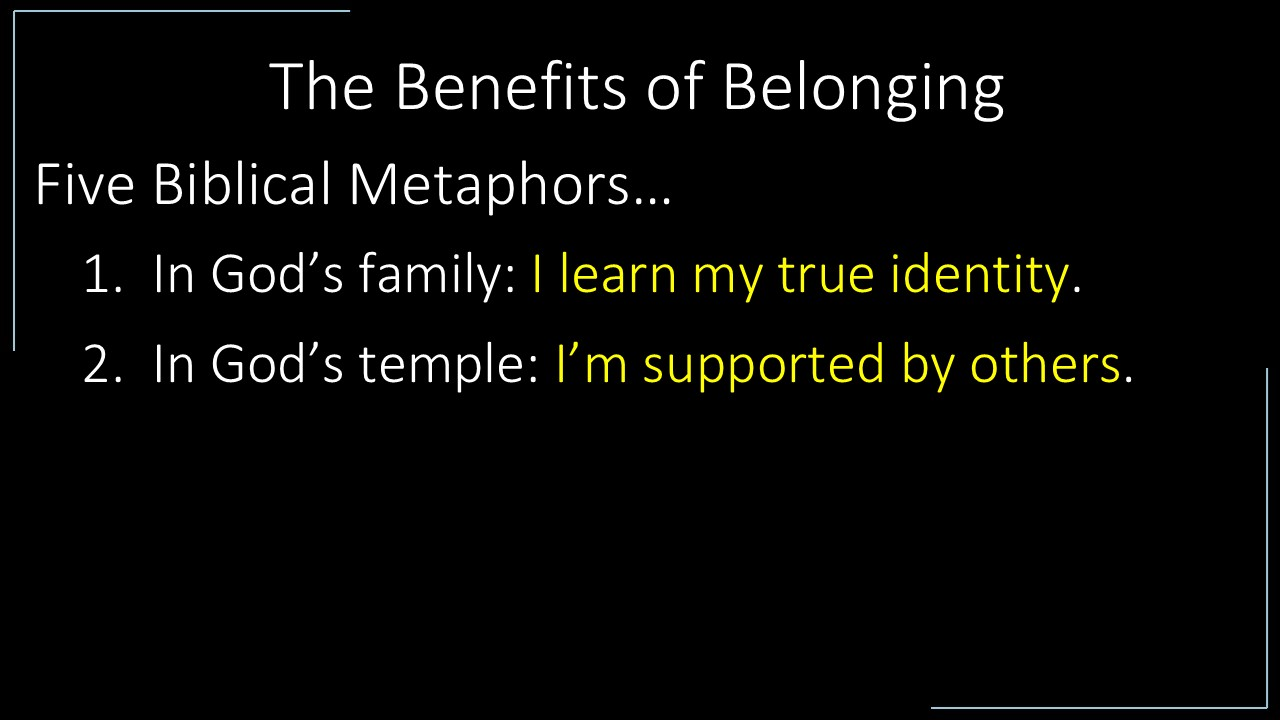 The Benefits of Belonging
Five Biblical Metaphors…
1. In God’s family: I learn my true identity.
2. In God’s temple: I’m supported by others.